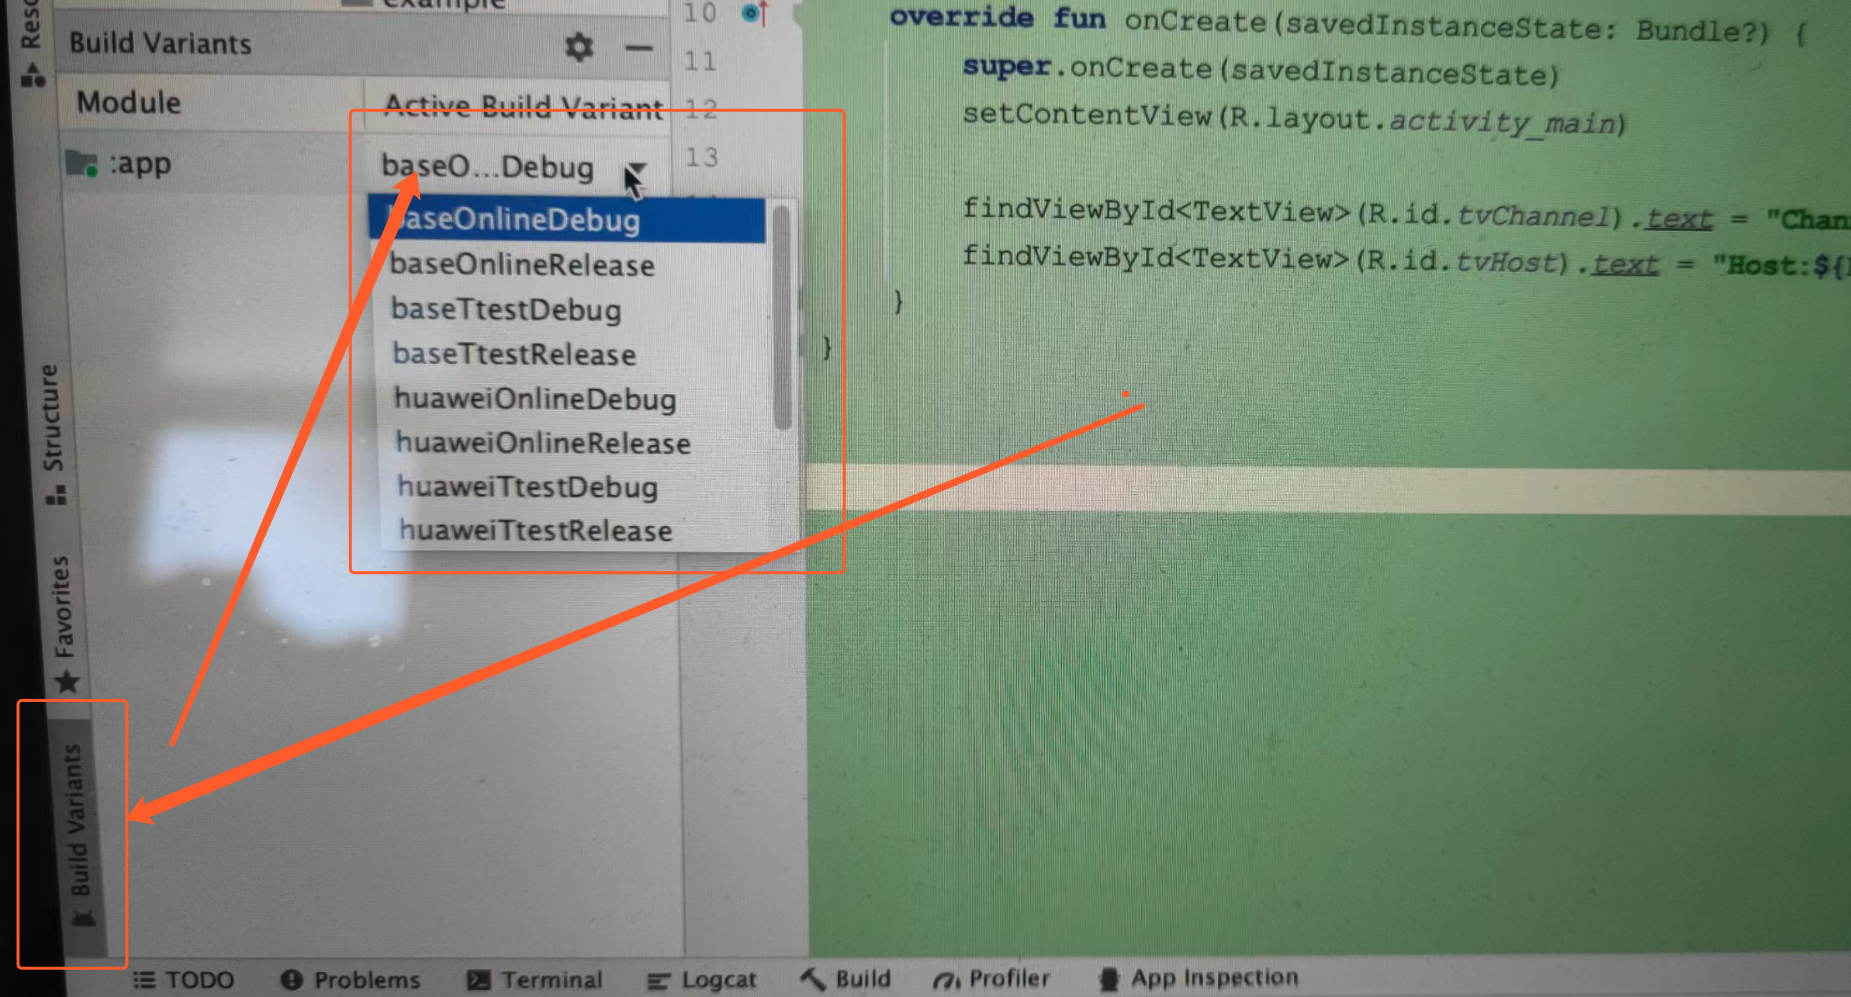 example
Reso
Build Variants
Module
Active Build Variant
:app
baseO...Debug
baseOnlineDebug
baseOnlineRelease
baseTtestDebug
baseTtestRelease
huaweiOnlineDebug
huaweiOnlineRelease
huaweiTtestDebug
huaweiTtestRelease
10
11
12
13
override fun onCreate(savedInstanceState: Bundle?) {
super.onCreate(savedInstanceState)
setContentView(R.layout.activity_main)
findViewById<TextView>(R.id.tvChannel).text = "Chan
findViewById<TextView>(R.id.tvHost).text = "Host:${
}
}
Structure
Favorites
Build Variants
TODO Problems Terminal Logcat Build Profiler App Inspection